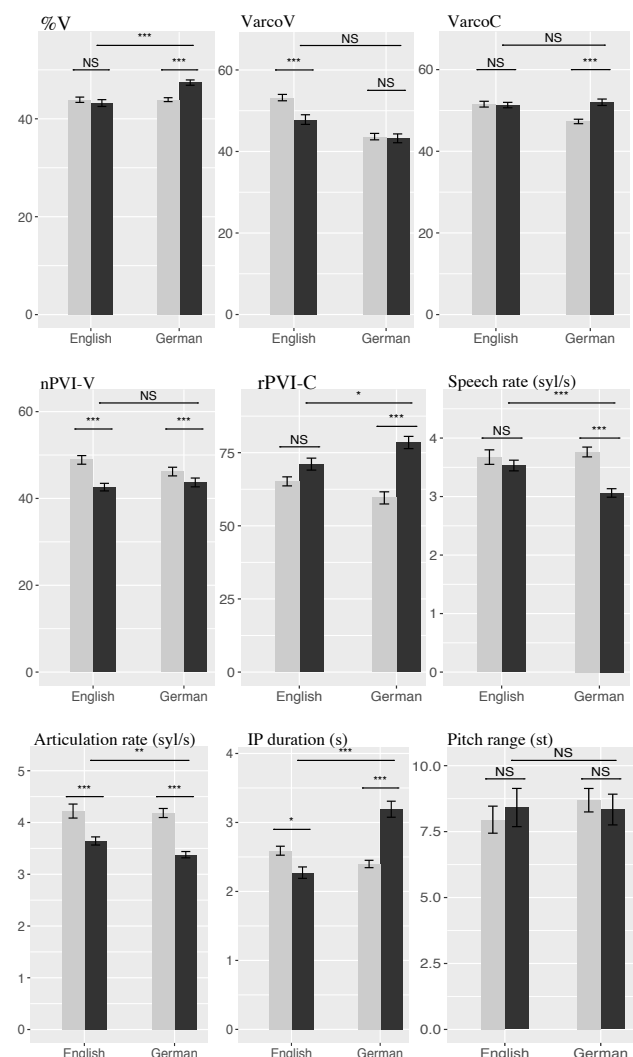 %V VarcoV VarcoC
*** NS NS
NS *** *** NS NS ***
60 60
40 40 40
20 20 20
0 0 0
English German English German English German
nPVI-V rPVI-C Speech rate (syl/s)
NS * ***
*** *** NS *** NS ***
60 75 4
40 50 3
20 25 2
1
0 0 0
English German English German English German
Articulation rate (syl/s) IP duration (s) Pitch range (st)
** *** NS
*** *** * *** NS NS
5 4 10.0
4 3 7.5
3 2 5.0
2 1 2.5
1
0 0 0.0
English German English German English German